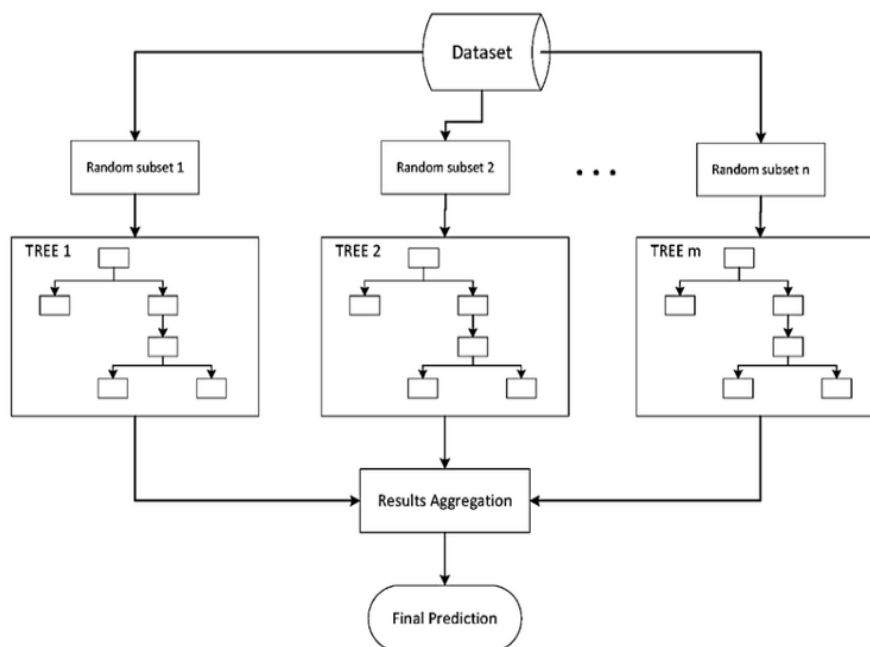 Dataset
Random subset 1
Random subset 2
. . .
Random subset n
TREE 1
TREE 2
TREE m
Results Aggregation
Final Prediction